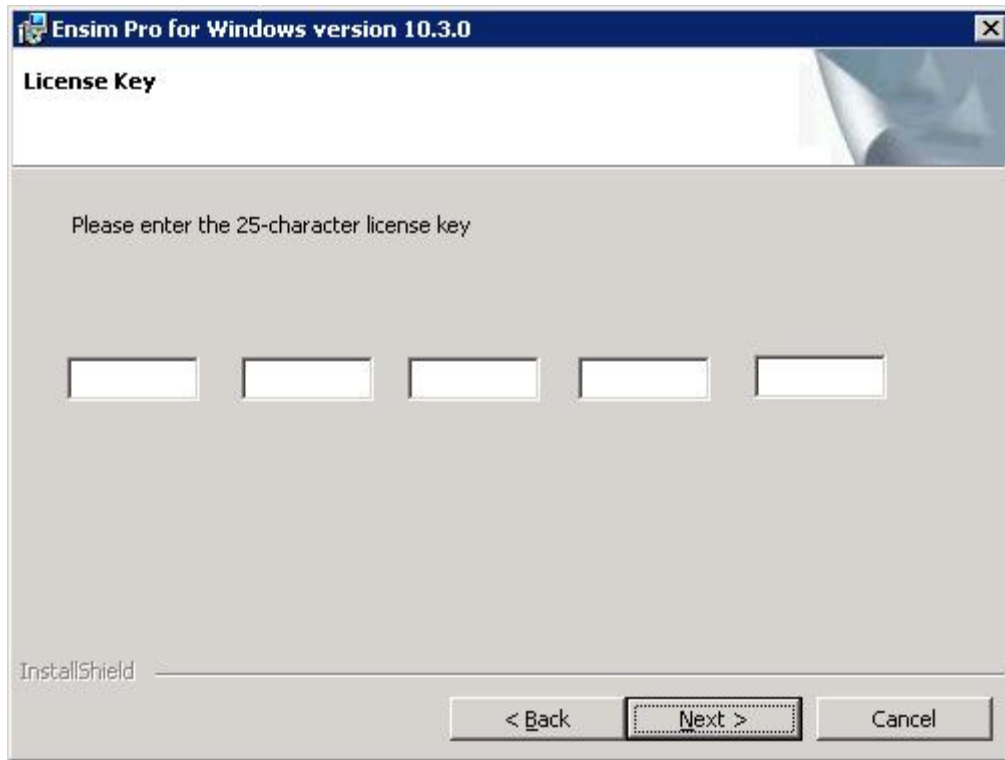 Ensim Pro for Windows version 10.3.0
License Key
Please enter the 25-character license key
InstallShield
< Back Next > Cancel